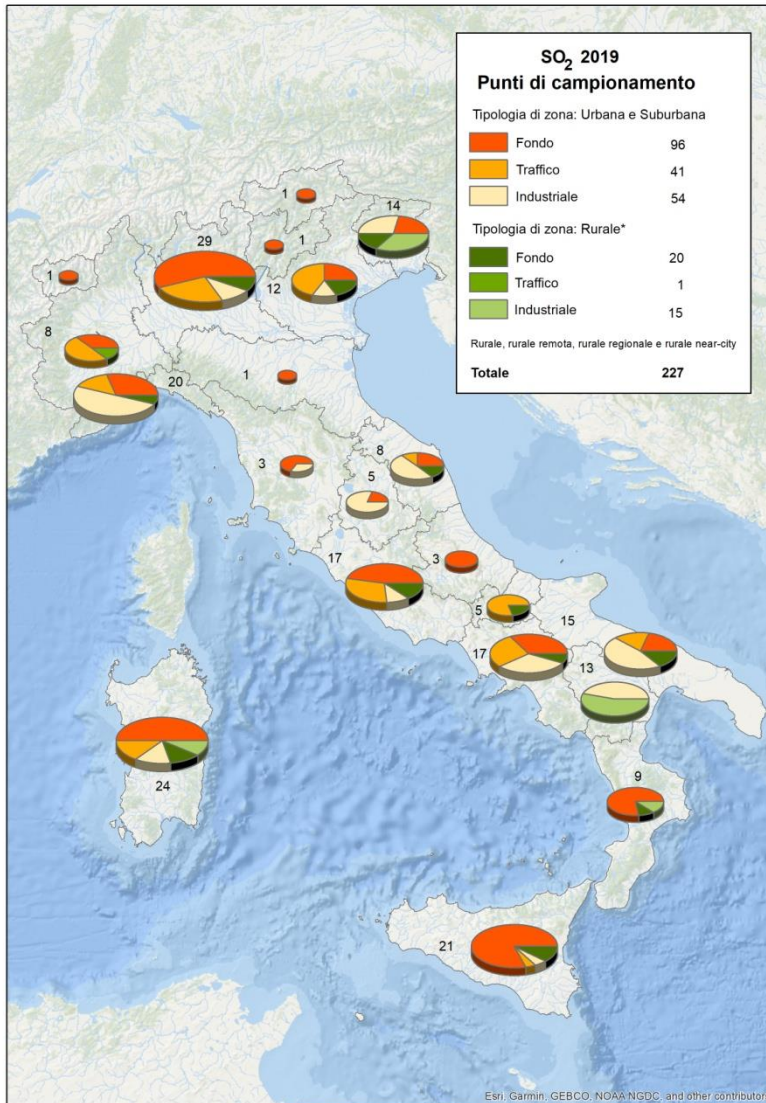 SO2 2019
Punti di campionamento
Tipologia di zona: Urbana e Suburbana
Fondo 96
Traffico 41
Industriale 54
Tipologia di zona: Rurale*
Fondo 20
Traffico 1
Industriale 15
Rurale, rurale remota, rurale regionale e rurale near-city
Totale 227
1
14
29
1
1
12
8
20
1
3
8
5
17
3
5
15
17
13
24
9
21
Esri, Garmin, GEBCO, NOAA NGDC, and other contributor